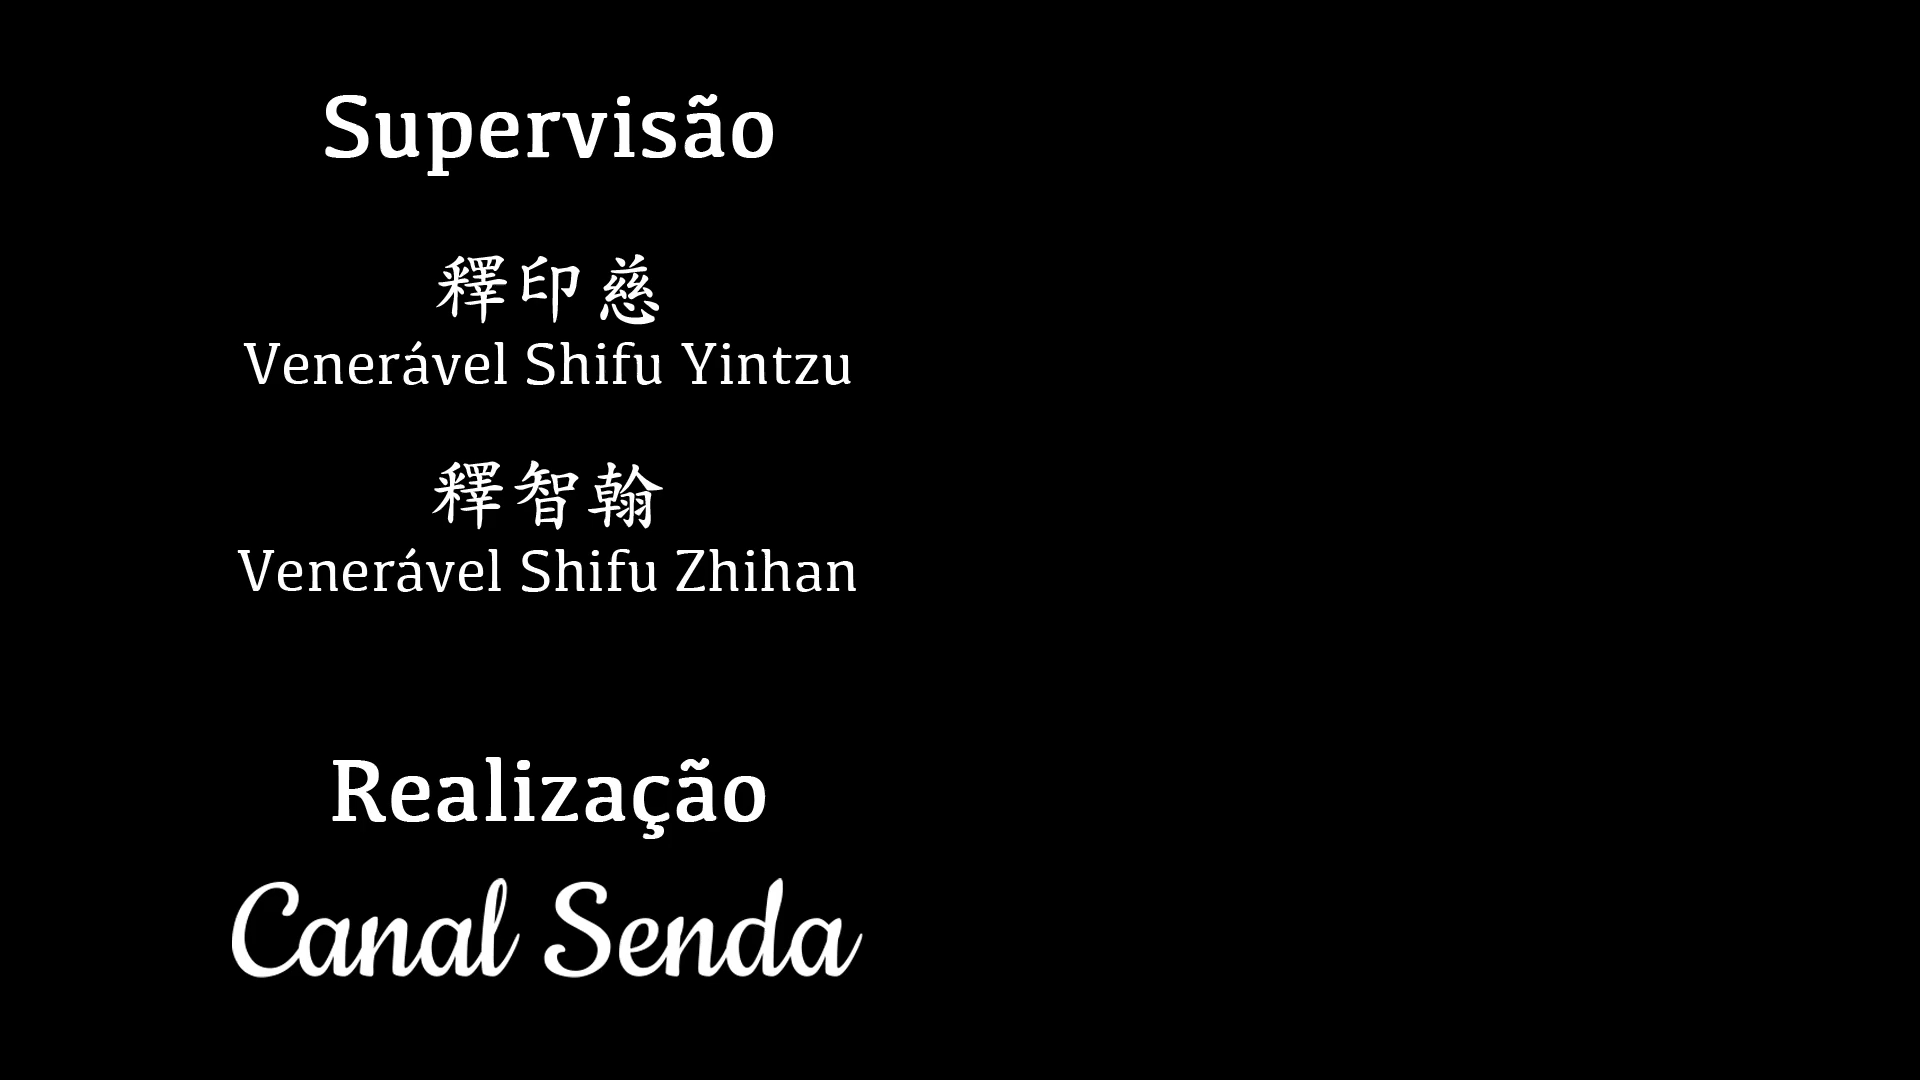 Supervisão
釋印慈
Venerável Shifu Yintzu
釋智翰
Venerável Shifu Zhihan
Realização
Canal Senda